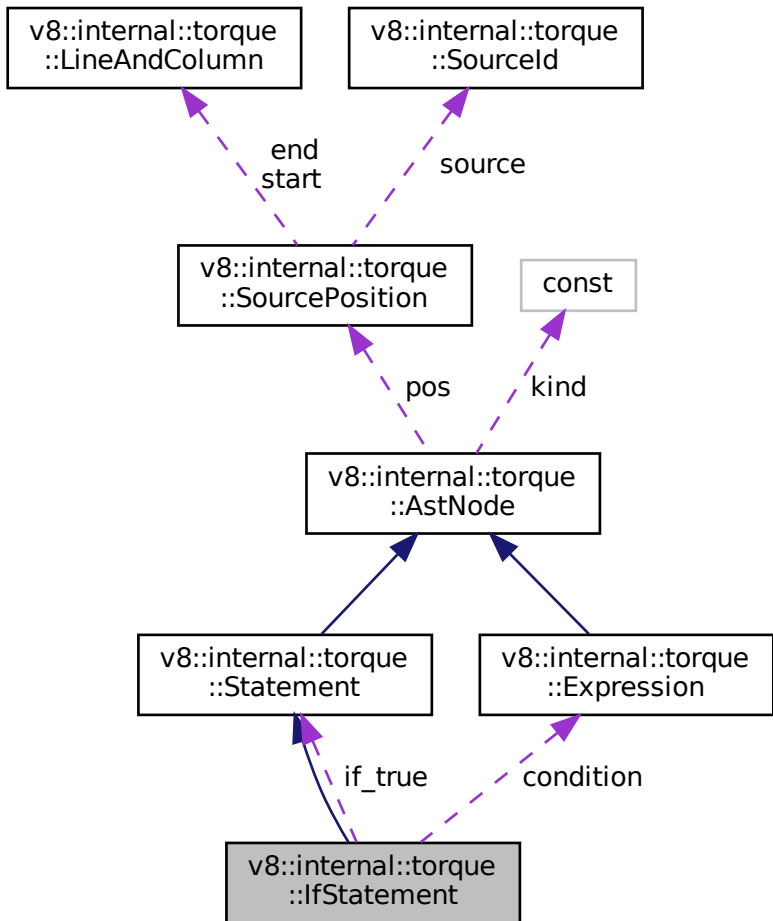 v8::internal::torque
::LineAndColumn
v8::internal::torque
::SourceId
end
start
source
v8::internal::torque
::SourcePosition
const
pos
kind
v8::internal::torque
::AstNode
v8::internal::torque
::Statement
v8::internal::torque
::Expression
if_true
condition
v8::internal::torque
::IfStatement